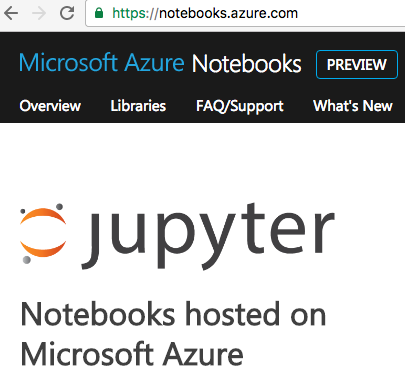 https://notebooks.azure.com
Microsoft Azure Notebooks PREVIEW
Overview Libraries FAQ/Support What's New
jupyter
Notebooks hosted on
Microsoft Azure